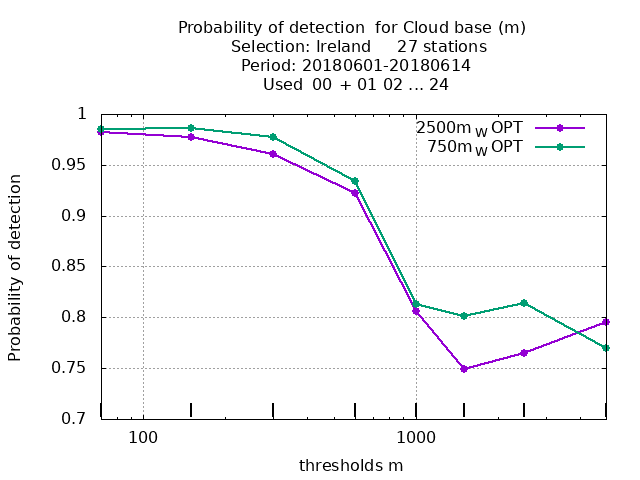 Probability of detection  for Cloud base (m)
Selection: Ireland     27 stations
Period: 20180601-20180614
Used  00  + 01 02 ... 24
2500m W OPT
750m W OPT
1
0.95
0.9
0.85
0.8
0.75
0.7
Probability of detection
100
1000
thresholds m